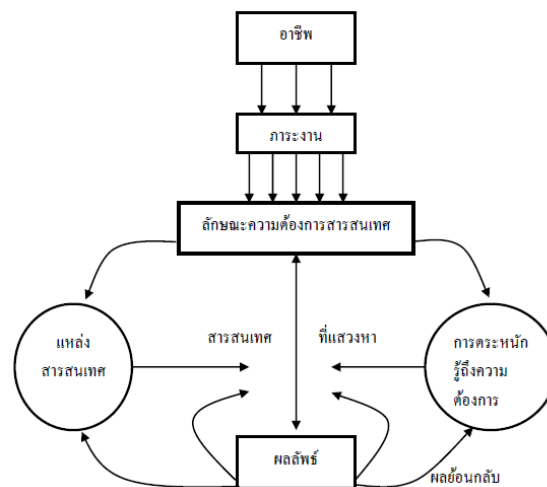 อาชีพ
ภาระงาน
ลักษณะความต้องการสารสนเทศ
แหล่ง
สารสนเทศ
สารสนเทศ
ที่แสวงหา
การตระหนัก
รู้ถึงความ
ต้องการ
ผลลัพธ์
ผลย้อนกลับ